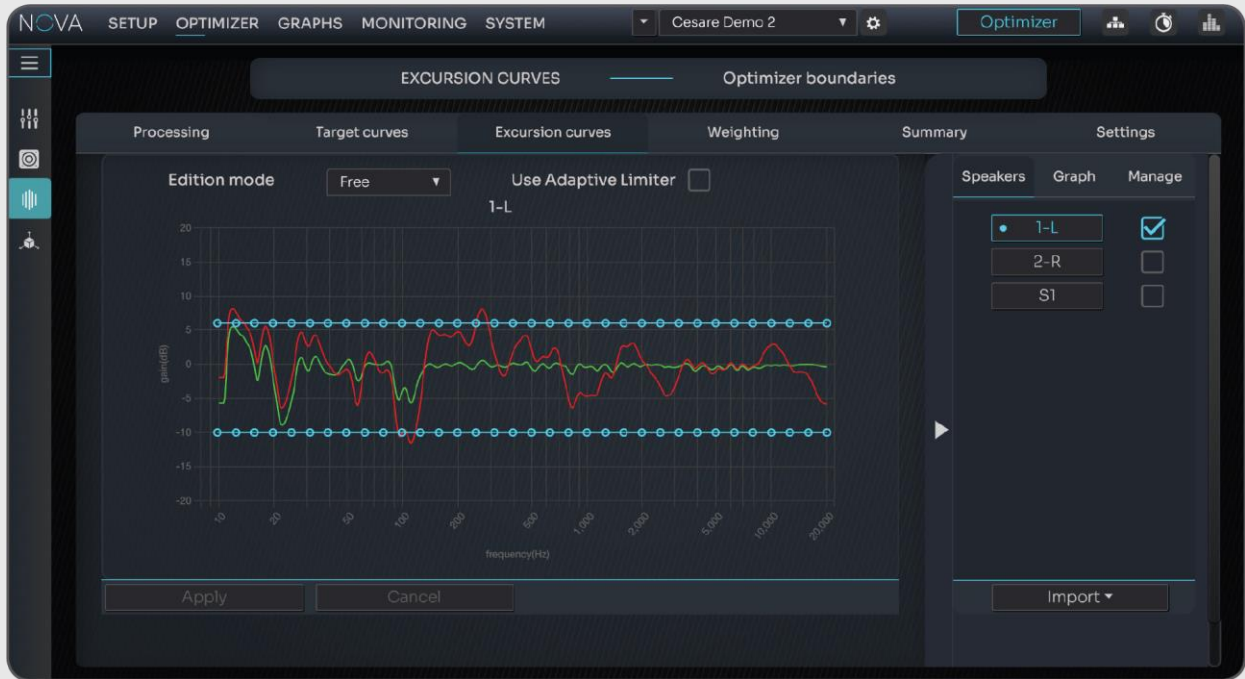 NOVA SETUP OPTIMIZER GRAPHS MONITORING SYSTEM Cesare Demo 2 Optimizer
EXCURSION CURVES Optimizer boundaries
Processing Target curves Excursion curves Weighting Summary Settings
Edition mode Free Use Adaptive Limiter
1-L
20
15
10
5
0
-5
-10
-15
-20
gain(dB)
10 20 50 100 200 500 1,000 2,000 5,000 10,000 20,000
frequency(Hz)
Apply Cancel
Speakers Graph Manage
1-L
2-R
S1
Import